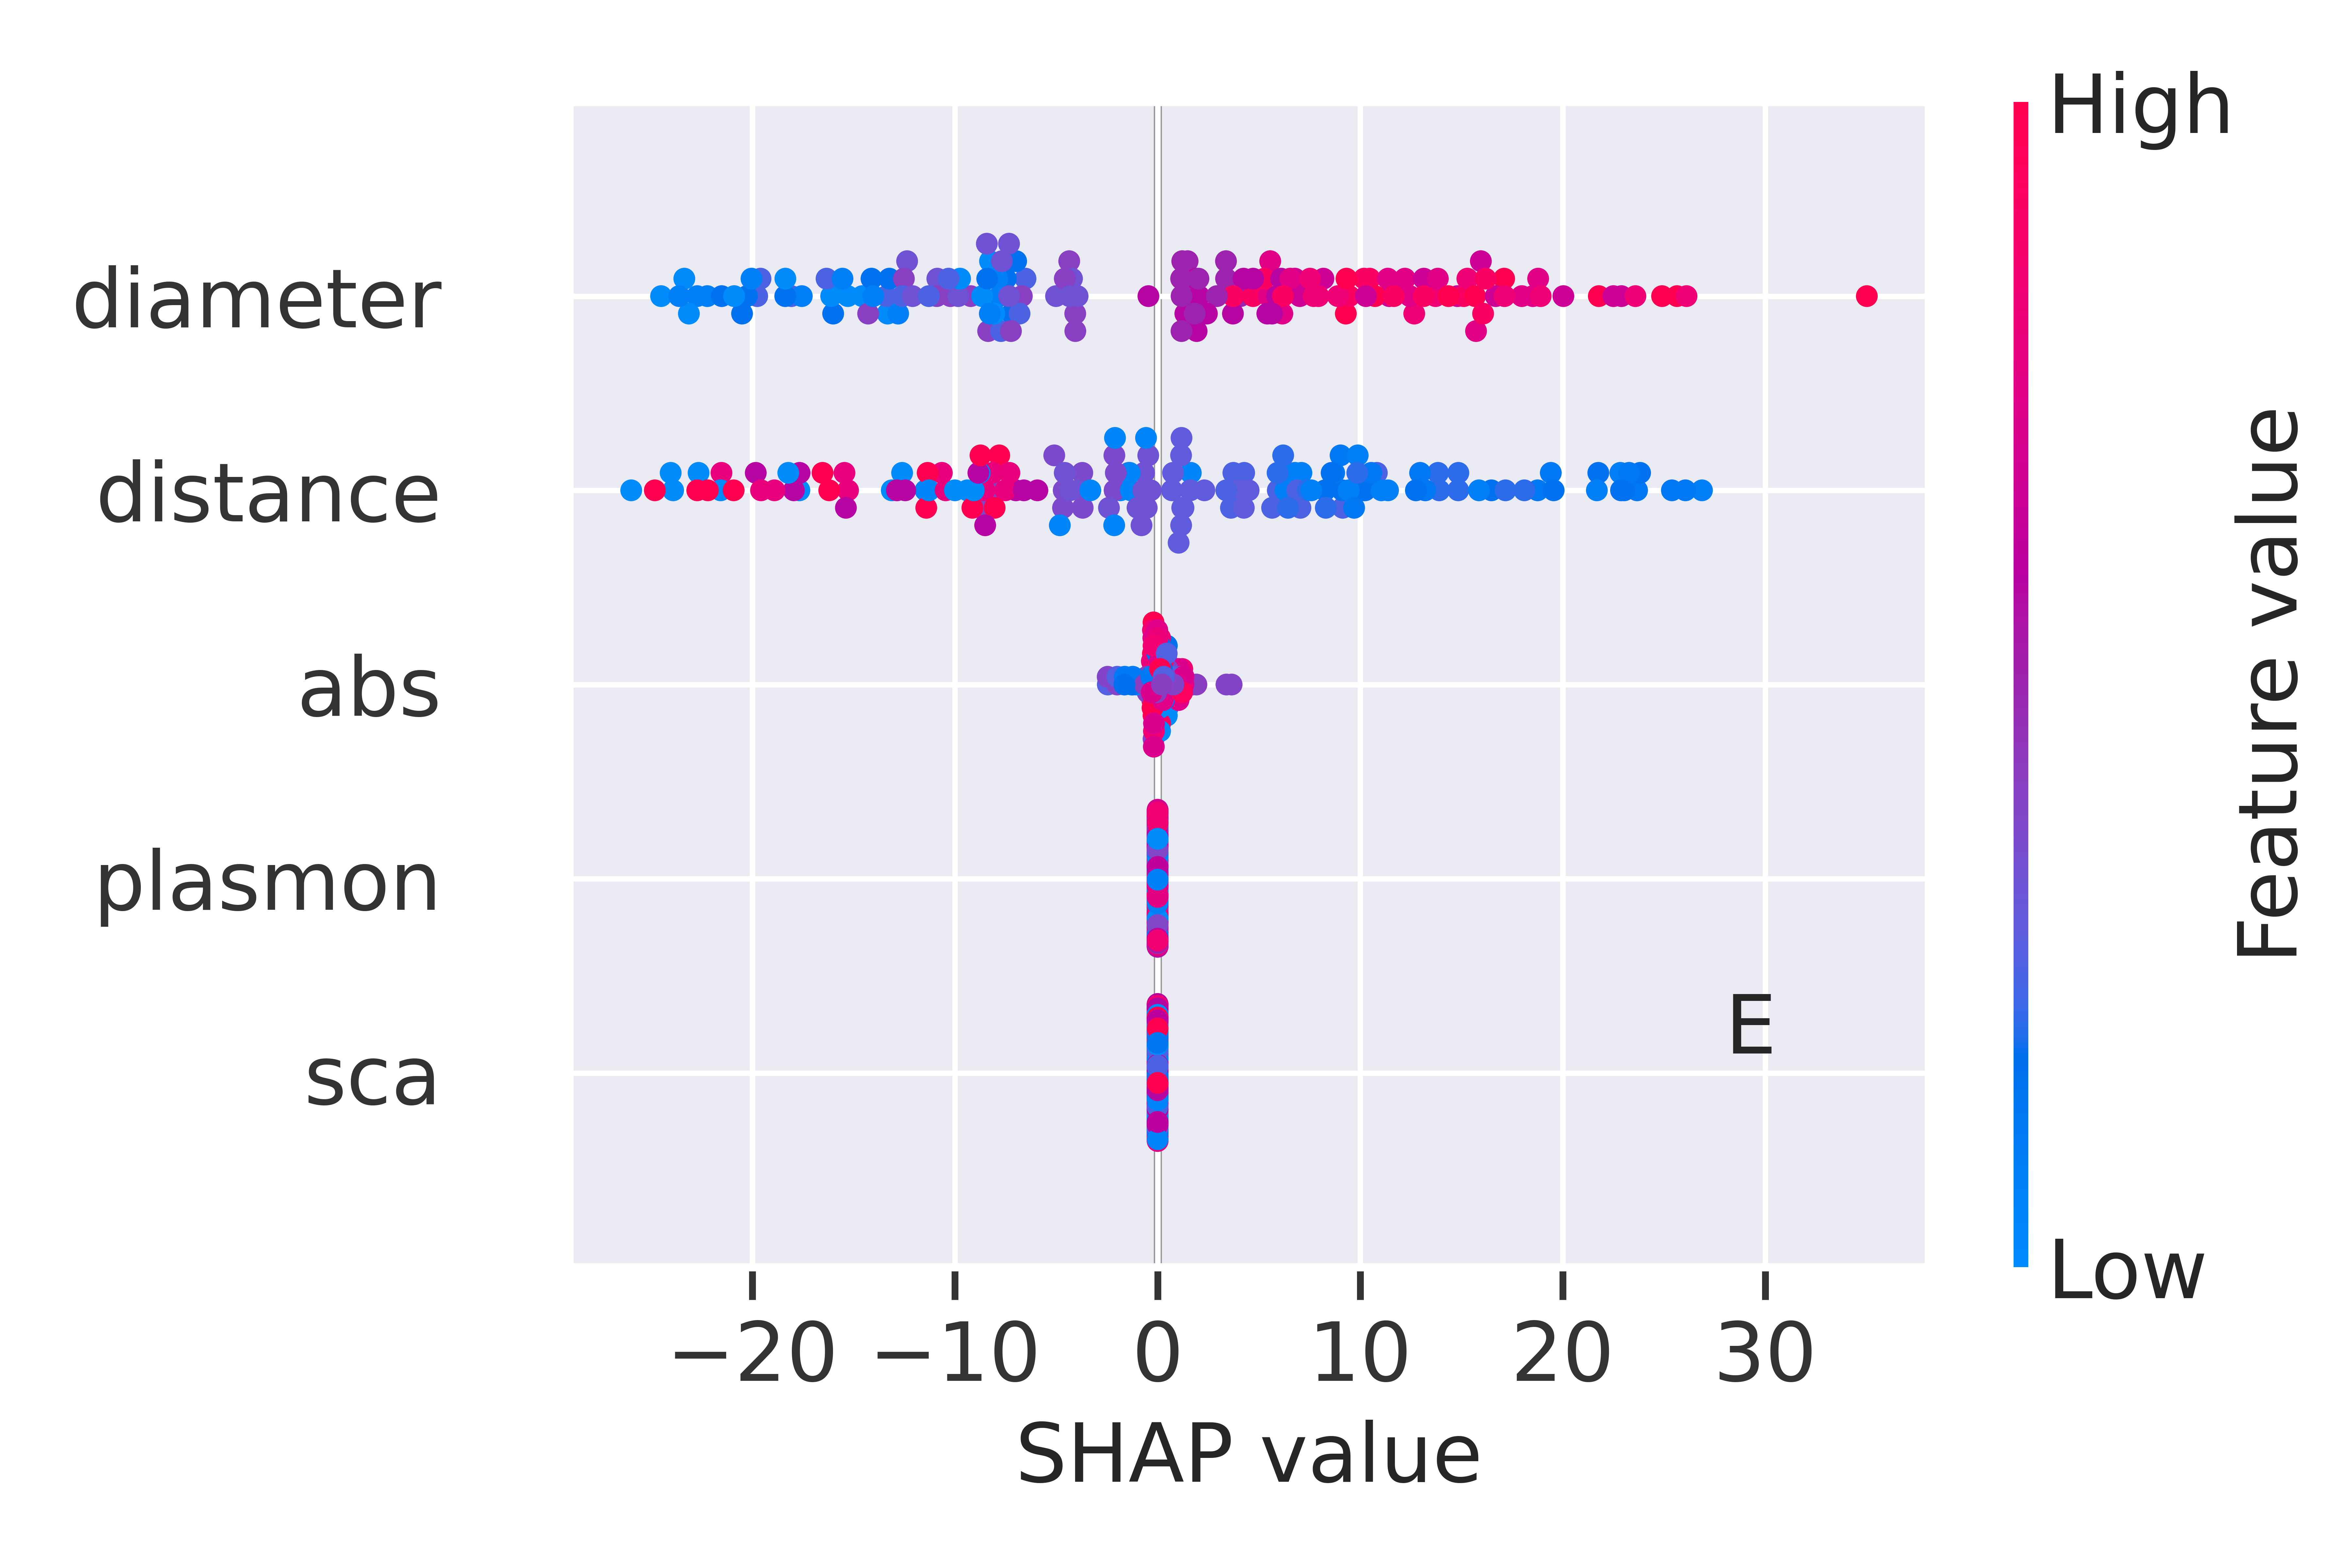 High
diameter
distance
abs
plasmon
sca
E
Feature value
Low
−20 −10 0 10 20 30
SHAP value